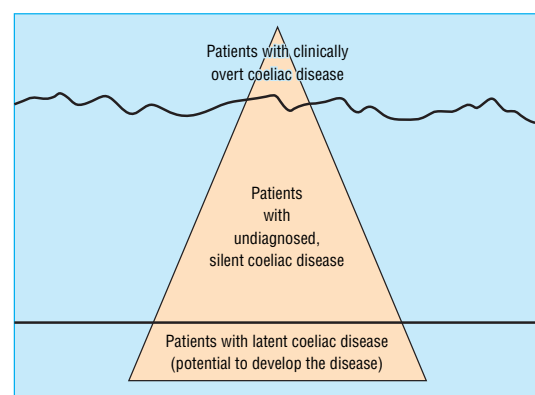 Patients with clinically
overt coeliac disease
Patients
with
undiagnosed,
silent coeliac disease
Patients with latent coeliac disease
(potential to develop the disease)